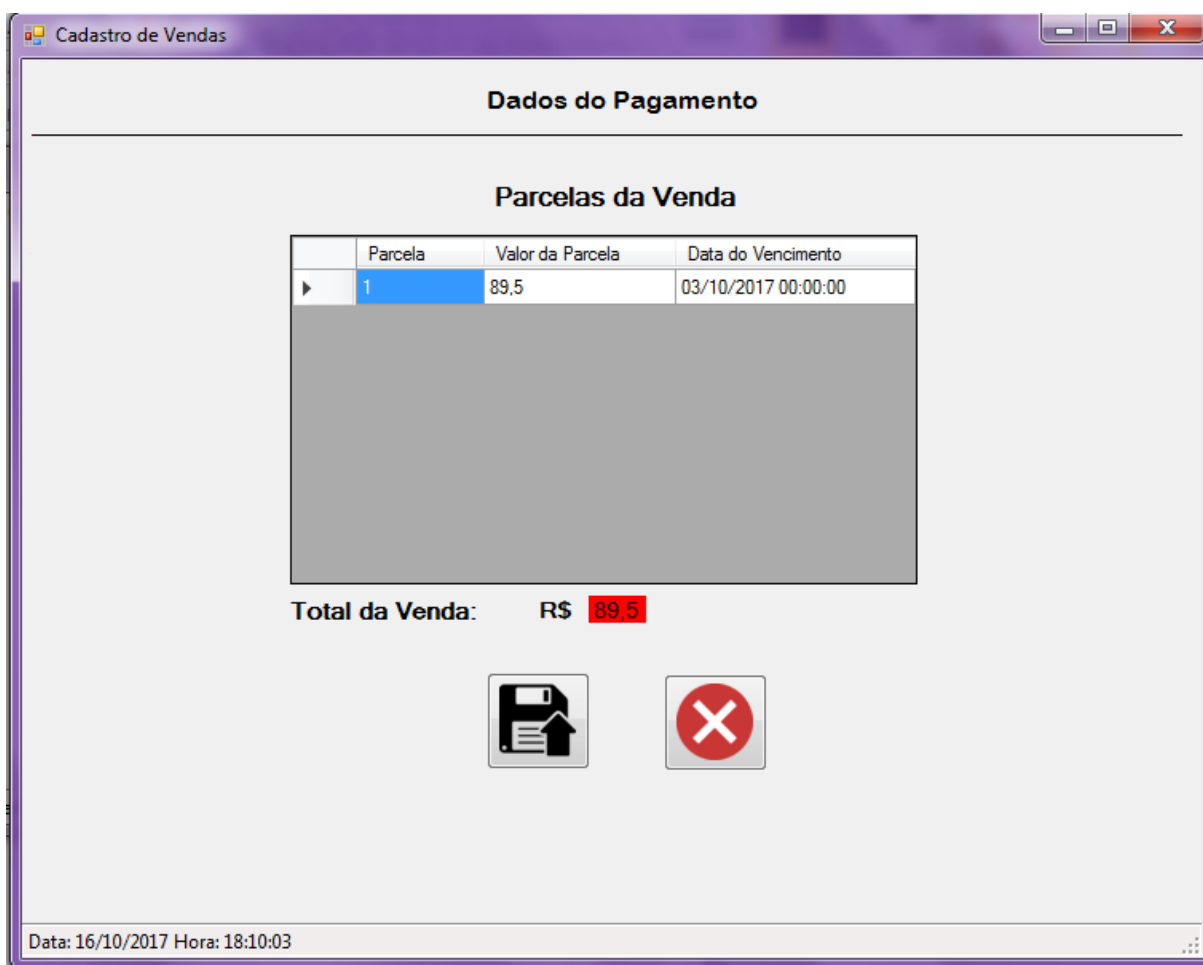 Cadastro de Vendas
Dados do Pagamento
Parcelas da Venda
Parcela Valor da Parcela Data do Vencimento
1 89,5 03/10/2017 00:00:00
Total da Venda: R$ 89,5
Data: 16/10/2017 Hora: 18:10:03